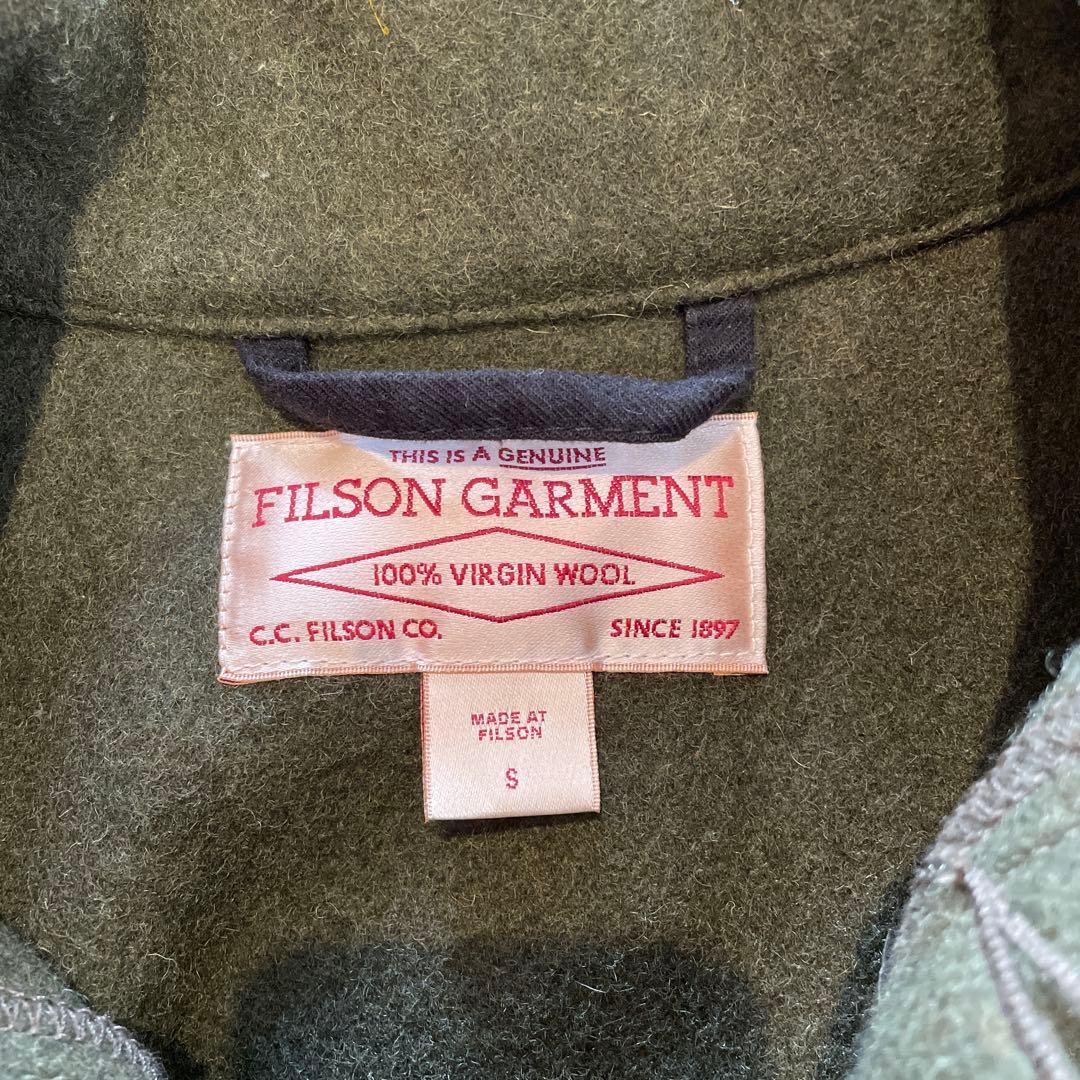 THIS IS A GENUINE
FILSON GARMENT
100% VIRGIN WOOL
C.C. FILSON CO. SINCE 1897
MADE AT
FILSON
S